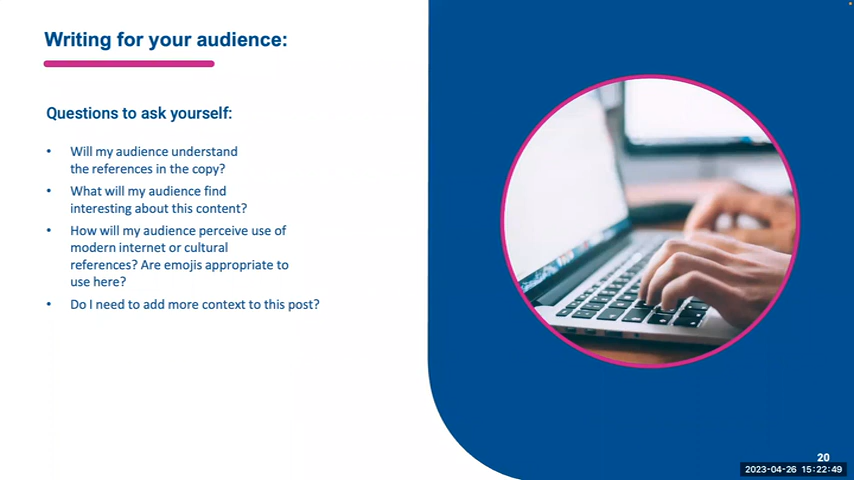 Writing for your audience:
Questions to ask yourself:
• Will my audience understand
the references in the copy?
• What will my audience find
interesting about this content?
• How will my audience perceive use of
modern internet or cultural
references? Are emojis appropriate to
use here?
• Do I need to add more context to this post?
20
2023-04-26 15:22:49